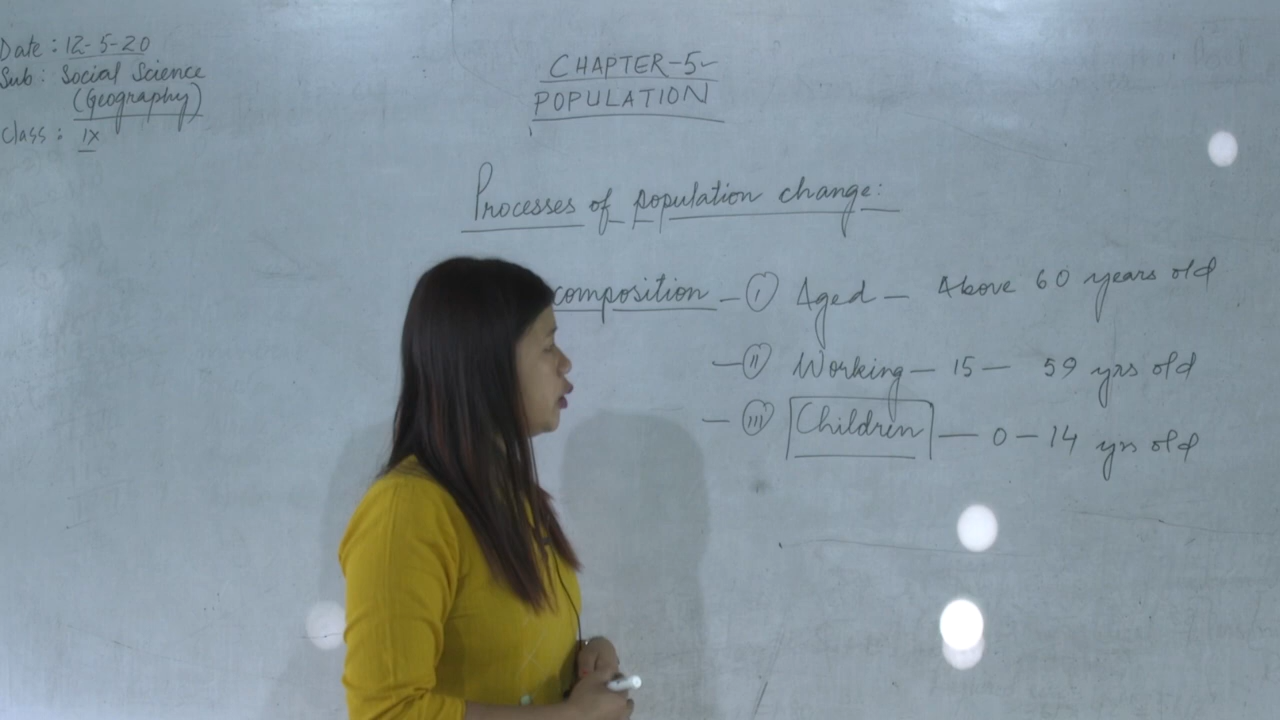 Date : 12-5-20
Sub : Social Science
(Geography)
Class : IX
CHAPTER-5
POPULATION
Processes of population change:
composition - (i) Aged - Above 60 years old
- (ii) Working - 15 - 59 yrs old
- (iii) Children - 0 - 14 yrs old